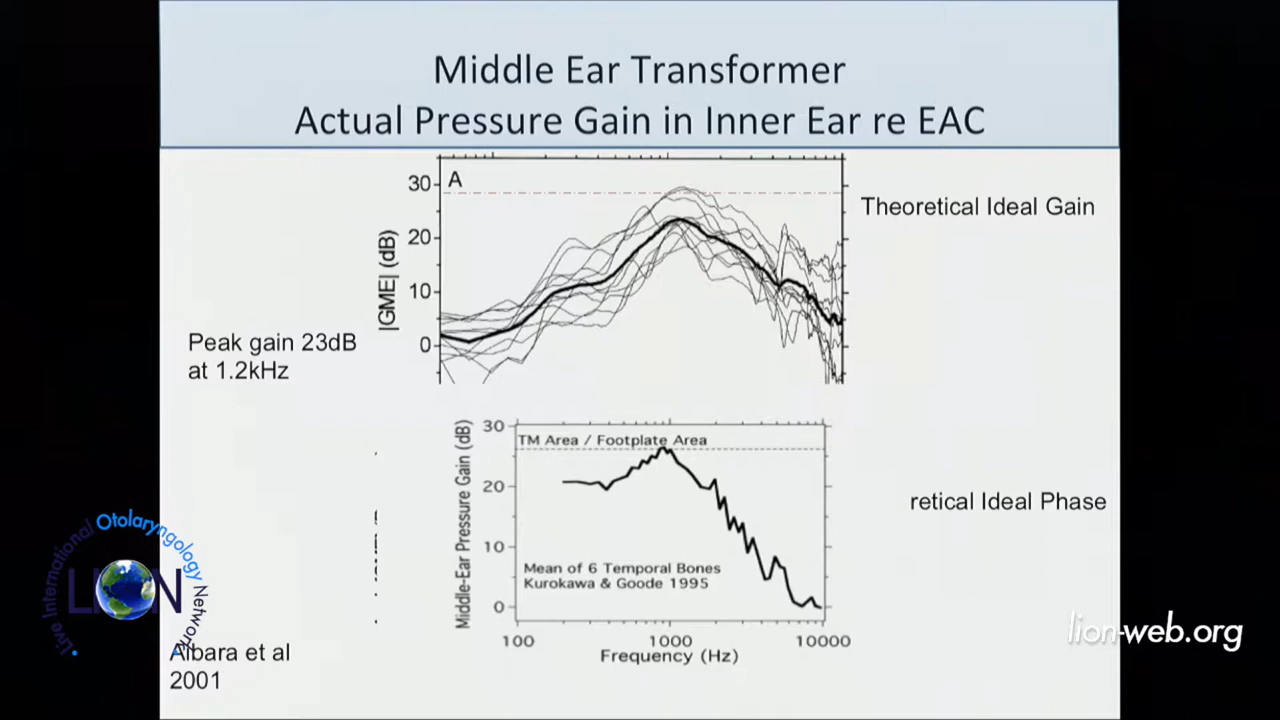 Middle Ear Transformer
Actual Pressure Gain in Inner Ear re EAC
A
|GME| (dB)
30
20
10
0
Theoretical Ideal Gain
Peak gain 23dB
at 1.2kHz
Middle-Ear Pressure Gain (dB)
30
20
10
0
TM Area / Footplate Area
Mean of 6 Temporal Bones
Kurokawa & Goode 1995
100
1000
10000
Frequency (Hz)
retical Ideal Phase
Live International Otolaryngology Network
LION
Aibara et al
2001
lion-web.org